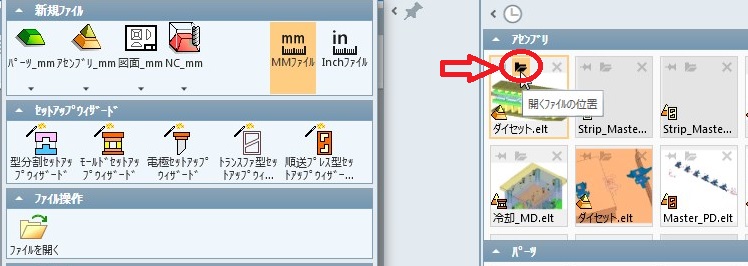 新規ファイル
パーツ_mm
アセンブリ_mm
図面_mm
NC_mm
mm
MMファイル
in
Inchファイル
セットアップウィザード
型分割セットアッ
プウィザード
モールドセットアッ
プウィザード
電極セットアップ
ウィザード
トランスファ型セッ
トアップウィ...
順送プレス型セッ
トアップウィザー...
ファイル操作
ファイルを開く
アセンブリ
開くファイルの位置
ダイセット.elt
Strip_Maste...
Strip_Maste...
冷却_MD.elt
ダイセット.elt
Master_PD.elt
パーツ